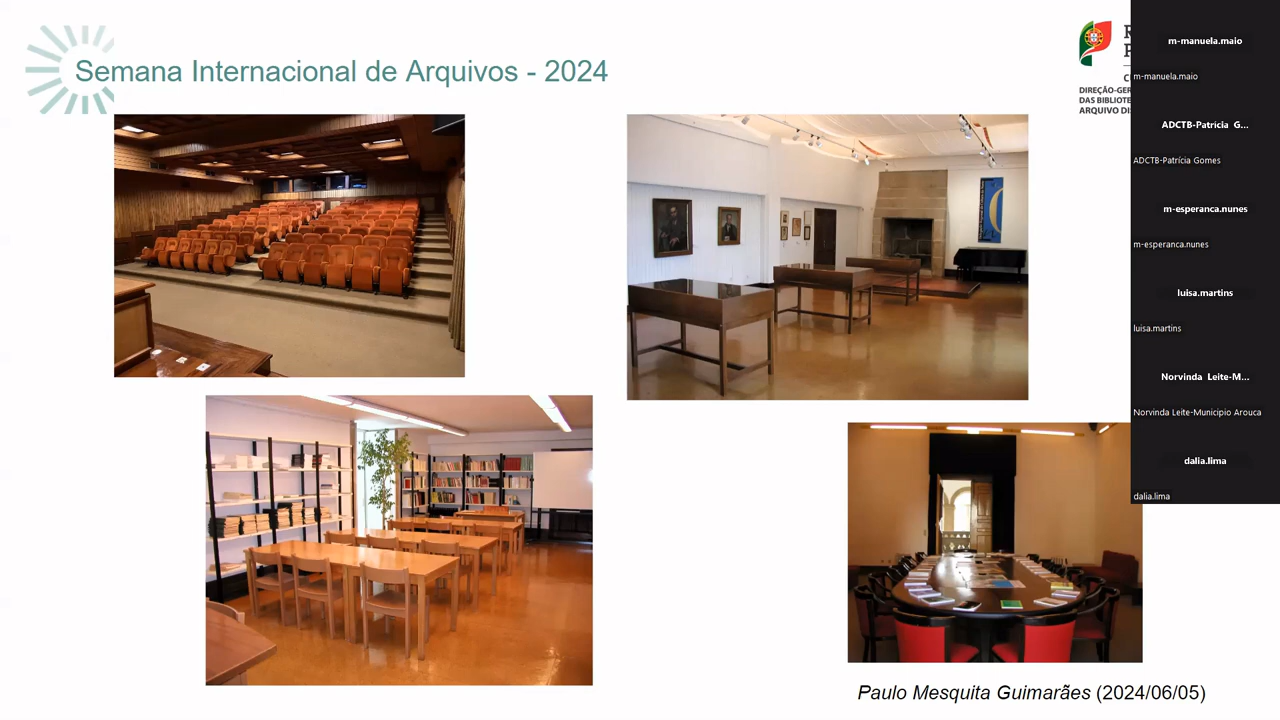 Semana Internacional de Arquivos - 2024
DIREÇÃO-GER
DAS BIBLIOTE
ARQUIVO DI
m-manuela.maio
m-manuela.maio
ADCTB-Patrícia G...
ADCTB-Patrícia Gomes
m-esperanca.nunes
m-esperanca.nunes
luisa.martins
luisa.martins
Norvinda Leite-M...
Norvinda Leite-Municipio Arouca
dalia.lima
dalia.lima
Paulo Mesquita Guimarães (2024/06/05)